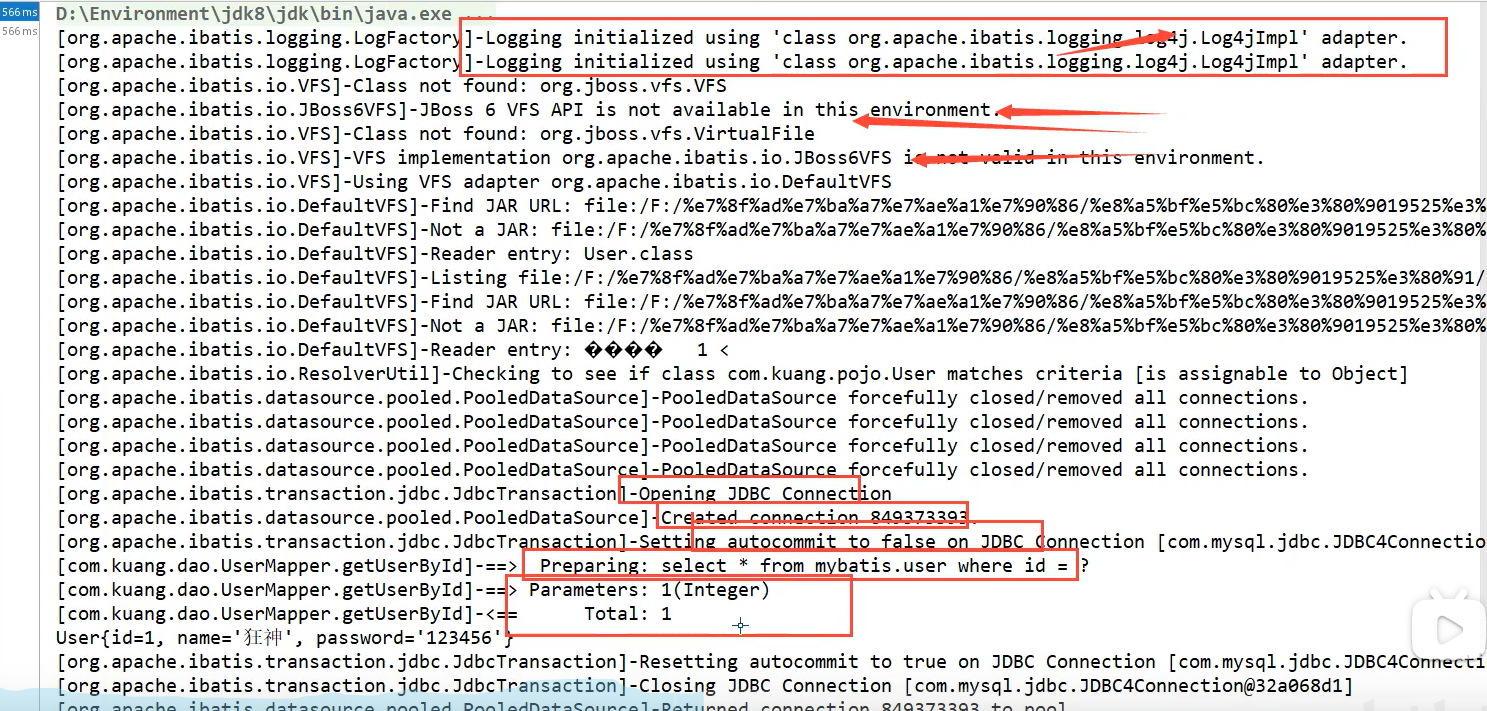 566 ms
566 ms
D:\Environment\jdk8\jdk\bin\java.exe ...
[org.apache.ibatis.logging.LogFactory]-Logging initialized using 'class org.apache.ibatis.logging.log4j.Log4jImpl' adapter.
[org.apache.ibatis.logging.LogFactory]-Logging initialized using 'class org.apache.ibatis.logging.log4j.Log4jImpl' adapter.
[org.apache.ibatis.io.VFS]-Class not found: org.jboss.vfs.VFS
[org.apache.ibatis.io.JBoss6VFS]-JBoss 6 VFS API is not available in this environment.
[org.apache.ibatis.io.VFS]-Class not found: org.jboss.vfs.VirtualFile
[org.apache.ibatis.io.VFS]-VFS implementation org.apache.ibatis.io.JBoss6VFS is not valid in this environment.
[org.apache.ibatis.io.VFS]-Using VFS adapter org.apache.ibatis.io.DefaultVFS
[org.apache.ibatis.io.DefaultVFS]-Find JAR URL: file:/F:/%e7%8f%ad%e7%ba%a7%e7%ae%a1%e7%90%86/%e8%a5%bf%e5%bc%80%e3%80%9019525%e3%
[org.apache.ibatis.io.DefaultVFS]-Not a JAR: file:/F:/%e7%8f%ad%e7%ba%a7%e7%ae%a1%e7%90%86/%e8%a5%bf%e5%bc%80%e3%80%9019525%e3%80%
[org.apache.ibatis.io.DefaultVFS]-Reader entry: User.class
[org.apache.ibatis.io.DefaultVFS]-Listing file:/F:/%e7%8f%ad%e7%ba%a7%e7%ae%a1%e7%90%86/%e8%a5%bf%e5%bc%80%e3%80%9019525%e3%80%91/
[org.apache.ibatis.io.DefaultVFS]-Find JAR URL: file:/F:/%e7%8f%ad%e7%ba%a7%e7%ae%a1%e7%90%86/%e8%a5%bf%e5%bc%80%e3%80%9019525%e3%
[org.apache.ibatis.io.DefaultVFS]-Not a JAR: file:/F:/%e7%8f%ad%e7%ba%a7%e7%ae%a1%e7%90%86/%e8%a5%bf%e5%bc%80%e3%80%9019525%e3%80%
[org.apache.ibatis.io.DefaultVFS]-Reader entry: ���� 1 <
[org.apache.ibatis.io.ResolverUtil]-Checking to see if class com.kuang.pojo.User matches criteria [is assignable to Object]
[org.apache.ibatis.datasource.pooled.PooledDataSource]-PooledDataSource forcefully closed/removed all connections.
[org.apache.ibatis.datasource.pooled.PooledDataSource]-PooledDataSource forcefully closed/removed all connections.
[org.apache.ibatis.datasource.pooled.PooledDataSource]-PooledDataSource forcefully closed/removed all connections.
[org.apache.ibatis.datasource.pooled.PooledDataSource]-PooledDataSource forcefully closed/removed all connections.
[org.apache.ibatis.transaction.jdbc.JdbcTransaction]-Opening JDBC Connection
[org.apache.ibatis.datasource.pooled.PooledDataSource]-Created connection 849373393.
[org.apache.ibatis.transaction.jdbc.JdbcTransaction]-Setting autocommit to false on JDBC Connection [com.mysql.jdbc.JDBC4Connectio
[com.kuang.dao.UserMapper.getUserById]-==>  Preparing: select * from mybatis.user where id = ?
[com.kuang.dao.UserMapper.getUserById]-==> Parameters: 1(Integer)
[com.kuang.dao.UserMapper.getUserById]-<==      Total: 1
User{id=1, name='狂神', password='123456'}
[org.apache.ibatis.transaction.jdbc.JdbcTransaction]-Resetting autocommit to true on JDBC Connection [com.mysql.jdbc.JDBC4Connecti
[org.apache.ibatis.transaction.jdbc.JdbcTransaction]-Closing JDBC Connection [com.mysql.jdbc.JDBC4Connection@32a068d1]
[org.apache.ibatis.datasource.pooled.PooledDataSource]-Returned connection 849373393 to pool.